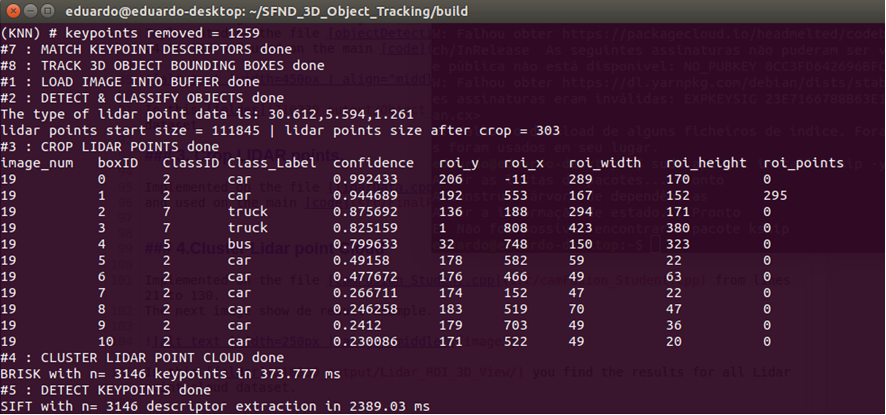 eduardo@eduardo-desktop: ~/SFND_3D_Object_Tracking/build
(KNN) # keypoints removed = 1259
#7 : MATCH KEYPOINT DESCRIPTORS done
#8 : TRACK 3D OBJECT BOUNDING BOXES done
#1 : LOAD IMAGE INTO BUFFER done
#2 : DETECT & CLASSIFY OBJECTS done
The type of lidar point data is: 30.612,5.594,1.261
lidar points start size = 111845 | lidar points size after crop = 303
#3 : CROP LIDAR POINTS done
image_num boxID ClassID Class_Label confidence roi_y roi_x roi_width roi_height roi_points
19 0 2 car 0.992433 206 -11 289 170 0
19 1 2 car 0.944689 192 553 167 152 295
19 2 7 truck 0.875692 136 188 294 171 0
19 3 7 truck 0.825159 1 808 423 380 0
19 4 5 bus 0.799633 32 748 150 323 0
19 5 2 car 0.49158 178 582 59 22 0
19 6 2 car 0.477672 176 466 49 63 0
19 7 2 car 0.266711 174 152 47 22 0
19 8 2 car 0.246258 183 519 70 47 0
19 9 2 car 0.2412 179 703 49 36 0
19 10 2 car 0.230086 171 522 49 20 0
#4 : CLUSTER LIDAR POINT CLOUD done
BRISK with n= 3146 keypoints in 373.777 ms
#5 : DETECT KEYPOINTS done
SIFT with n= 3146 descriptor extraction in 2389.03 ms